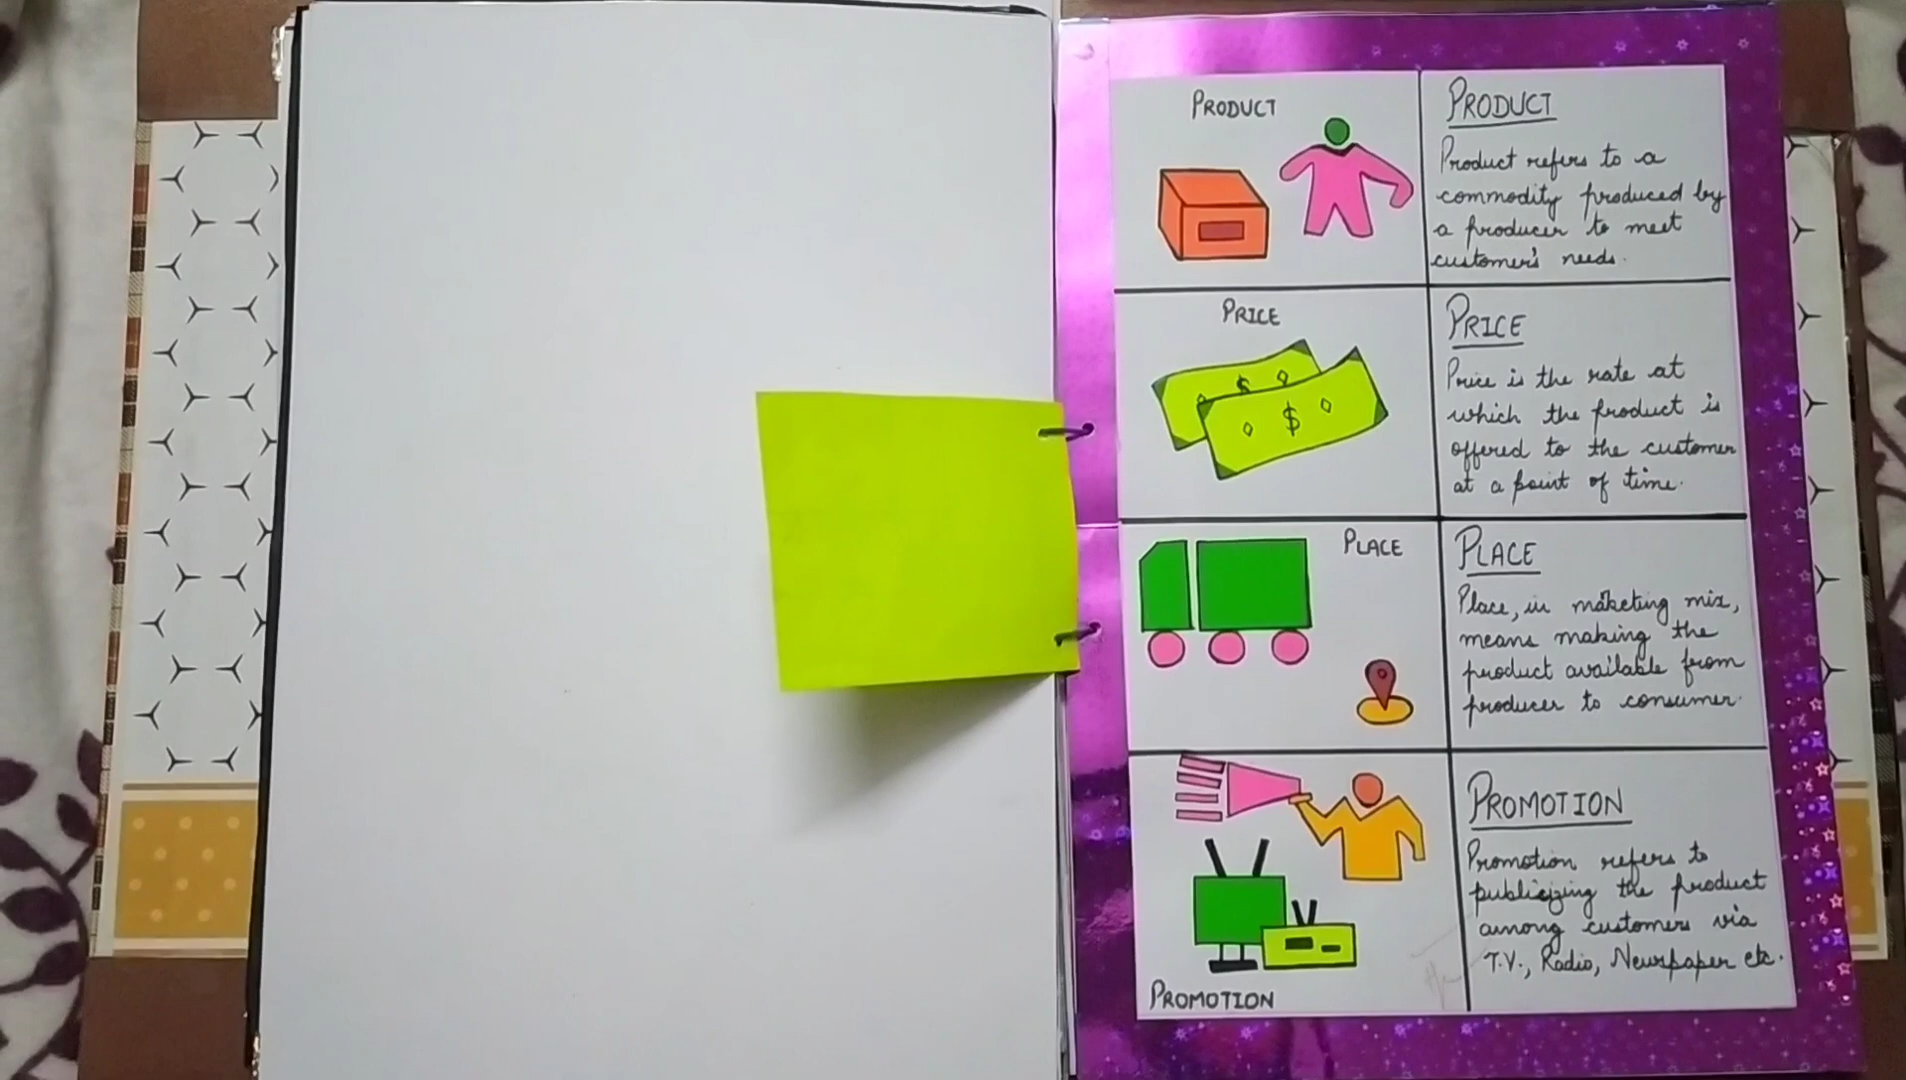 PRODUCT
PRODUCT
Product refers to a
commodity produced by
a producer to meet
customer's needs.
PRICE
$
$
PRICE
Price is the rate at
which the product is
offered to the customer
at a point of time.
PLACE
PLACE
Place, in maketing mix,
means making the
product available from
producer to consumer.
PROMOTION
PROMOTION
Promotion refers to
publicizing the product
among customers via
T.V., Radio, Newspaper etc.